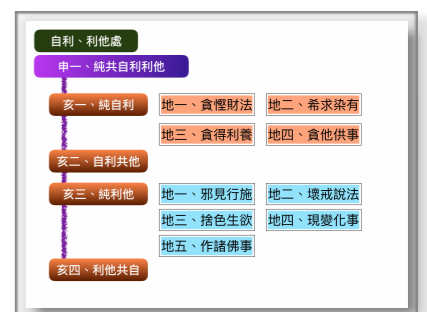 自利、利他處
申一、純共自利利他
亥一、純自利
地一、貪慳財法 地二、希求染有
地三、貪得利養 地四、貪他供事
亥二、自利共他
亥三、純利他
地一、邪見行施 地二、壞戒說法
地三、捨色生欲 地四、現變化事
地五、作諸佛事
亥四、利他共自